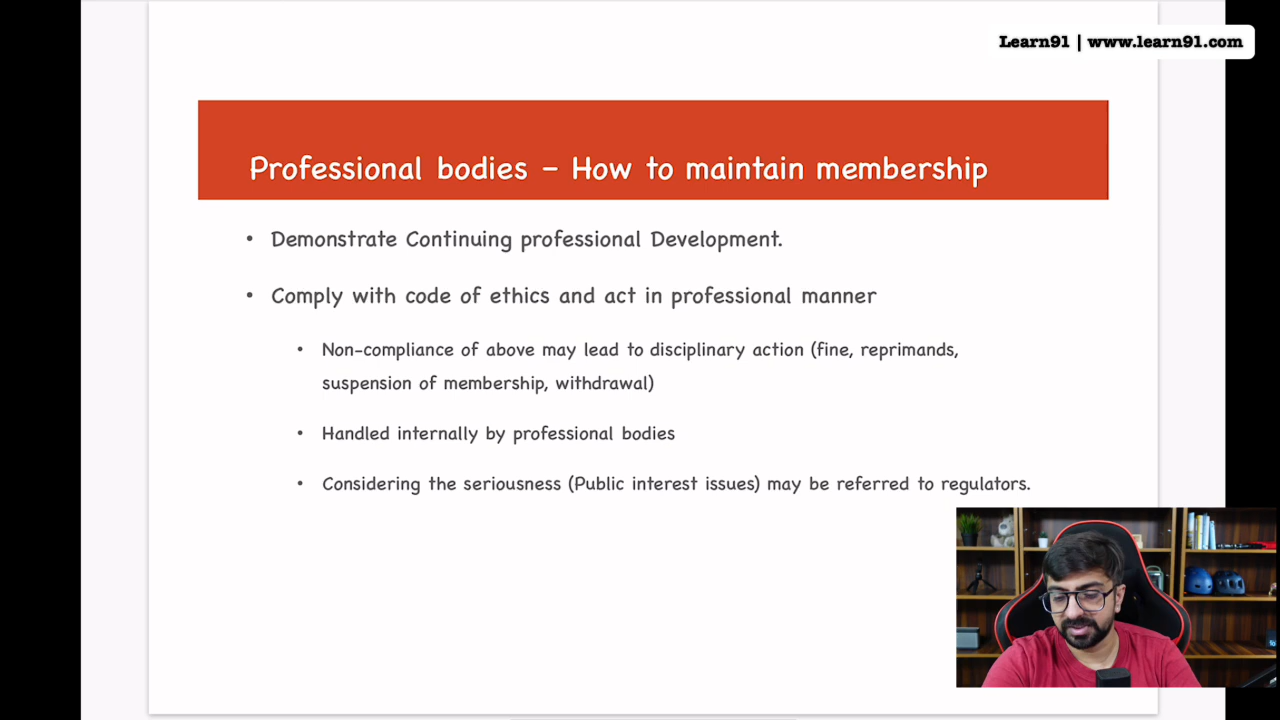 Learn91 | www.learn91.com
Professional bodies – How to maintain membership
• Demonstrate Continuing professional Development.
• Comply with code of ethics and act in professional manner
• Non-compliance of above may lead to disciplinary action (fine, reprimands,
suspension of membership, withdrawal)
• Handled internally by professional bodies
• Considering the seriousness (Public interest issues) may be referred to regulators.